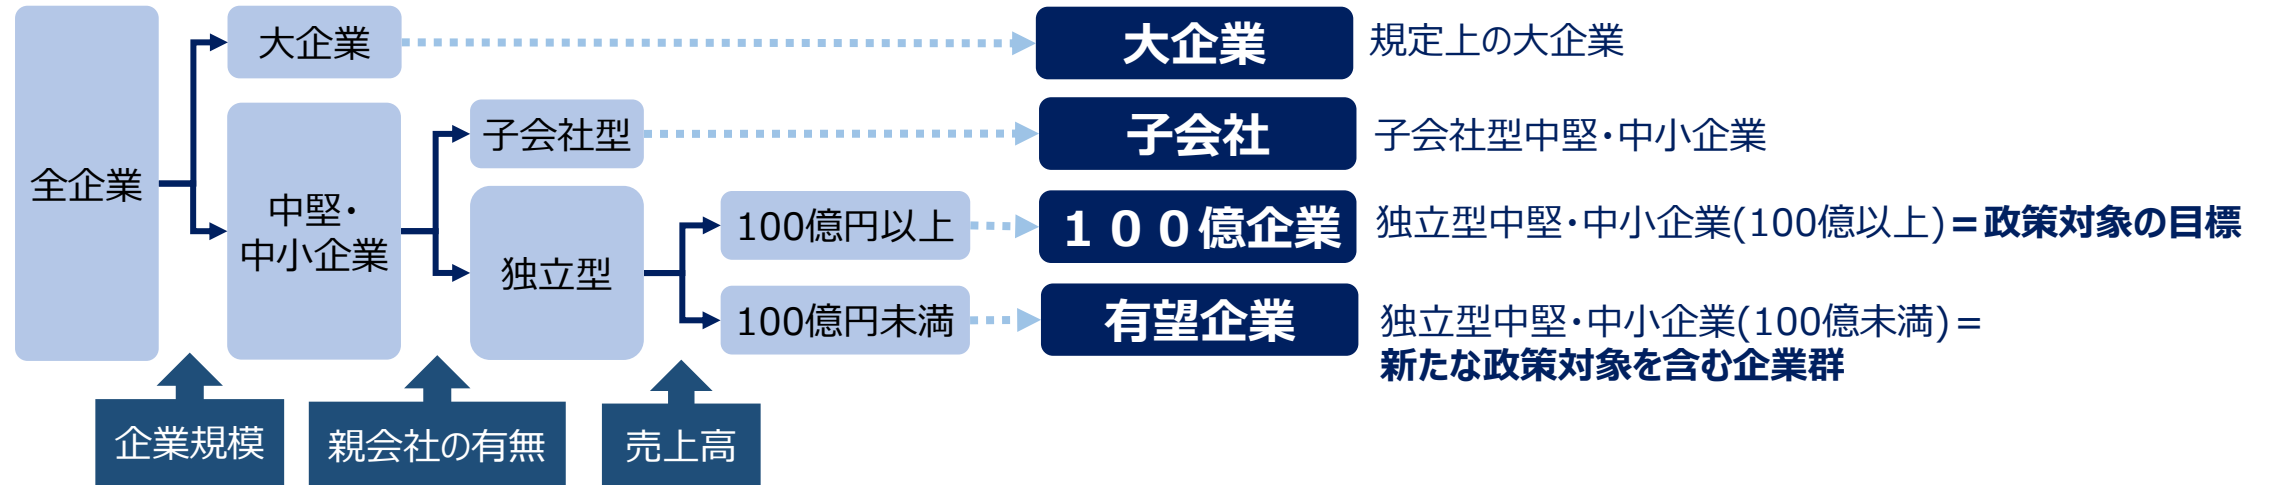 全企業
大企業
中堅・
中小企業
子会社型
独立型
100億円以上
100億円未満
大企業
規定上の大企業
子会社
子会社型中堅・中小企業
１００億企業
独立型中堅・中小企業(100億以上)＝政策対象の目標
有望企業
独立型中堅・中小企業(100億未満)＝
新たな政策対象を含む企業群
企業規模
親会社の有無
売上高